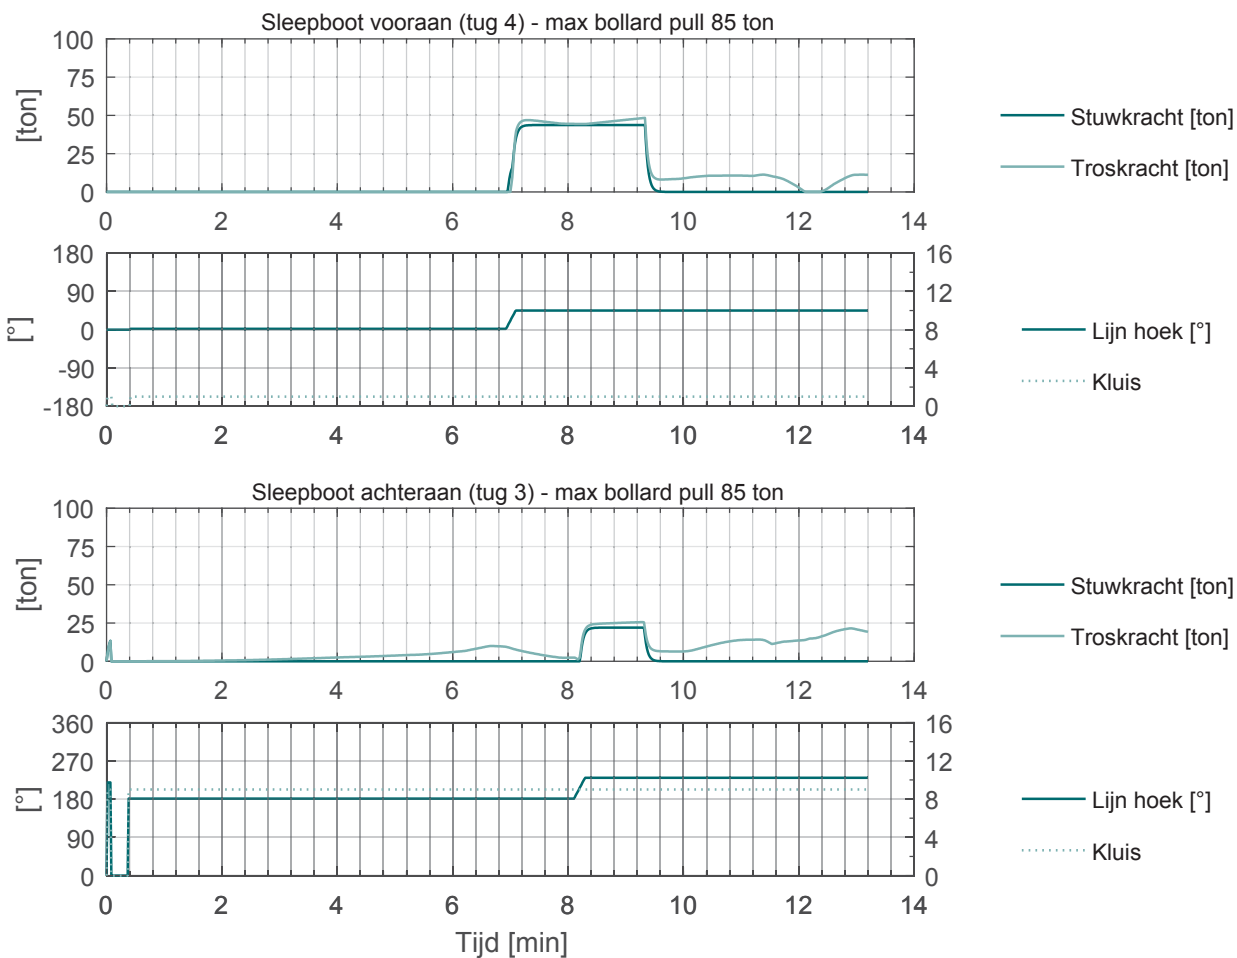 Sleepboot vooraan (tug 4) - max bollard pull 85 ton
100
75
50
25
0
[ton]
0 2 4 6 8 10 12 14
Stuwkracht [ton]
Troskracht [ton]
180
90
0
-90
-180
[°]
16
12
8
4
0
0 2 4 6 8 10 12 14
Lijn hoek [°]
Kluis
Sleepboot achteraan (tug 3) - max bollard pull 85 ton
100
75
50
25
0
[ton]
0 2 4 6 8 10 12 14
Stuwkracht [ton]
Troskracht [ton]
360
270
180
90
0
[°]
16
12
8
4
0
0 2 4 6 8 10 12 14
Tijd [min]
Lijn hoek [°]
Kluis